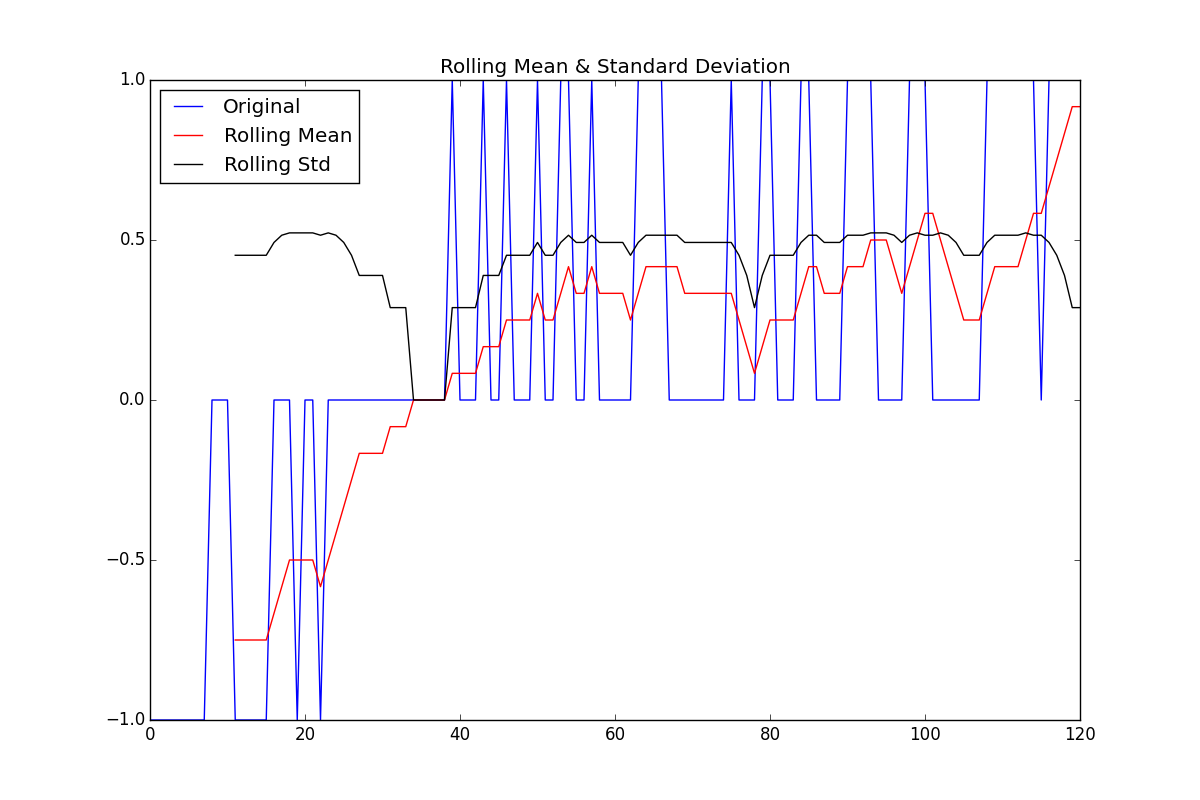 Rolling Mean & Standard Deviation
1.0
Original
Rolling Mean
Rolling Std
0.5
0.0
−0.5
−1.0
0 20 40 60 80 100 120